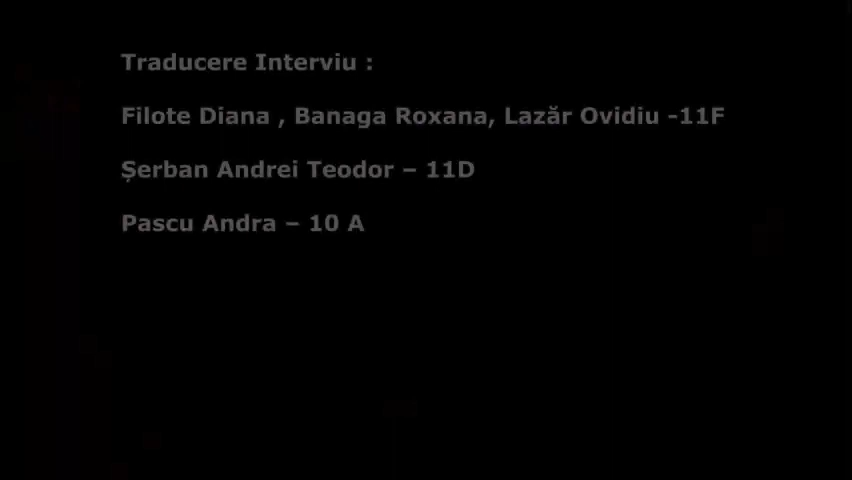 Traducere Interviu :
Filote Diana , Banaga Roxana, Lazăr Ovidiu -11F
Șerban Andrei Teodor – 11D
Pascu Andra – 10 A